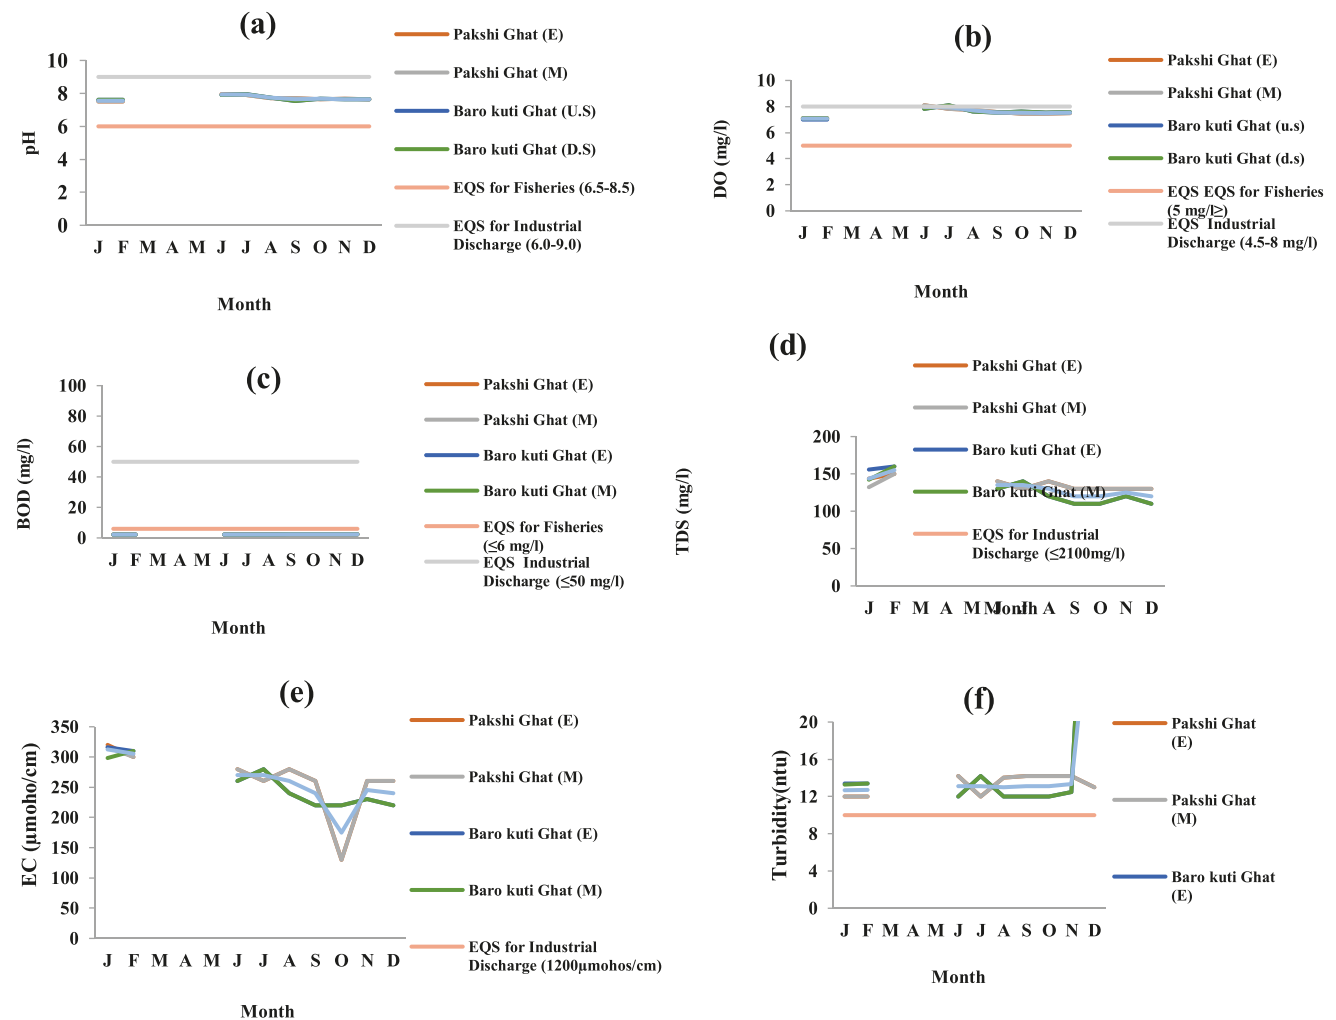 (a)
10
8
6
4
2
0
pH
J F M A M J J A S O N D
Month
Pakshi Ghat (E)
Pakshi Ghat (M)
Baro kuti Ghat (U.S)
Baro kuti Ghat (D.S)
EQS for Fisheries (6.5-8.5)
EQS for Industrial
Discharge (6.0-9.0)
(b)
10
8
6
4
2
0
DO (mg/l)
J F M A M J J A S O N D
Month
Pakshi Ghat (E)
Pakshi Ghat (M)
Baro kuti Ghat (u.s)
Baro kuti Ghat (d.s)
EQS EQS for Fisheries
(5 mg/l≥)
EQS Industrial
Discharge (4.5-8 mg/l)
(c)
100
80
60
40
20
0
BOD (mg/l)
J F M A M J J A S O N D
Month
Pakshi Ghat (E)
Pakshi Ghat (M)
Baro kuti Ghat (E)
Baro kuti Ghat (M)
EQS for Fisheries
(≤6 mg/l)
EQS Industrial
Discharge (≤50 mg/l)
(d)
200
150
100
50
0
TDS (mg/l)
J F M A M J J A S O N D
Month
Pakshi Ghat (E)
Pakshi Ghat (M)
Baro kuti Ghat (E)
Baro kuti Ghat (M)
EQS for Industrial
Discharge (≤2100mg/l)
(e)
350
300
250
200
150
100
50
0
EC (µmoho/cm)
J F M A M J J A S O N D
Month
Pakshi Ghat (E)
Pakshi Ghat (M)
Baro kuti Ghat (E)
Baro kuti Ghat (M)
EQS for Industrial
Discharge (1200µmohos/cm)
(f)
20
16
12
8
4
0
Turbidity(ntu)
J F M A M J J A S O N D
Month
Pakshi Ghat
(E)
Pakshi Ghat
(M)
Baro kuti Ghat
(E)